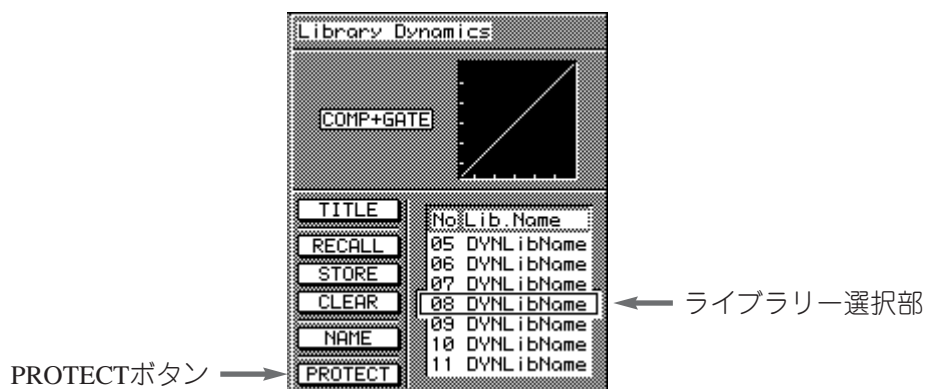 Library Dynamics
COMP+GATE
TITLE
RECALL
STORE
CLEAR
NAME
PROTECT
No Lib.Name
05 DYNLibName
06 DYNLibName
07 DYNLibName
08 DYNLibName
09 DYNLibName
10 DYNLibName
11 DYNLibName
ライブラリー選択部
PROTECTボタン